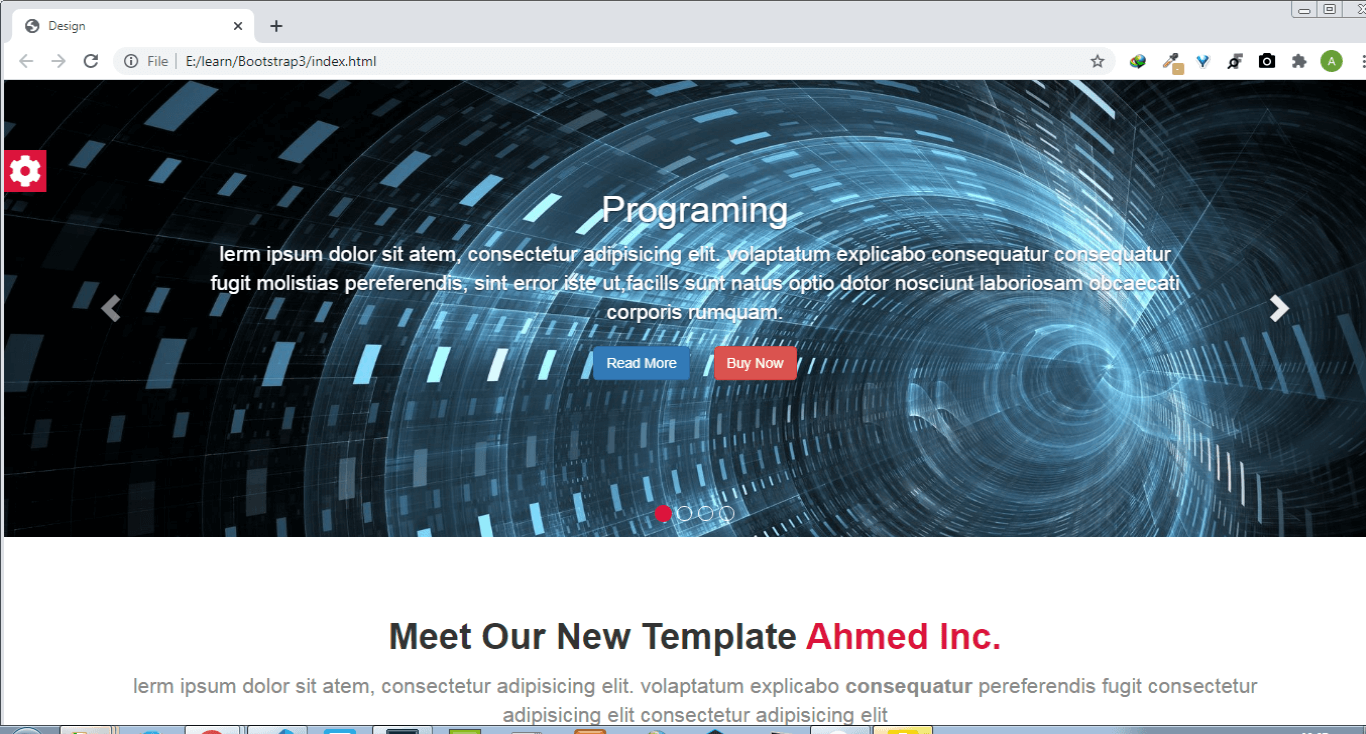 Design
File
E:/learn/Bootstrap3/index.html
A
Programing
lerm ipsum dolor sit atem, consectetur adipisicing elit. volaptatum explicabo consequatur consequatur
fugit molistias pereferendis, sint error iste ut,facills sunt natus optio dotor nosciunt laboriosam obcaecati
corporis rumquam.
Read More
Buy Now
Meet Our New Template Ahmed Inc.
lerm ipsum dolor sit atem, consectetur adipisicing elit. volaptatum explicabo consequatur pereferendis fugit consectetur
adipisicing elit consectetur adipisicing elit